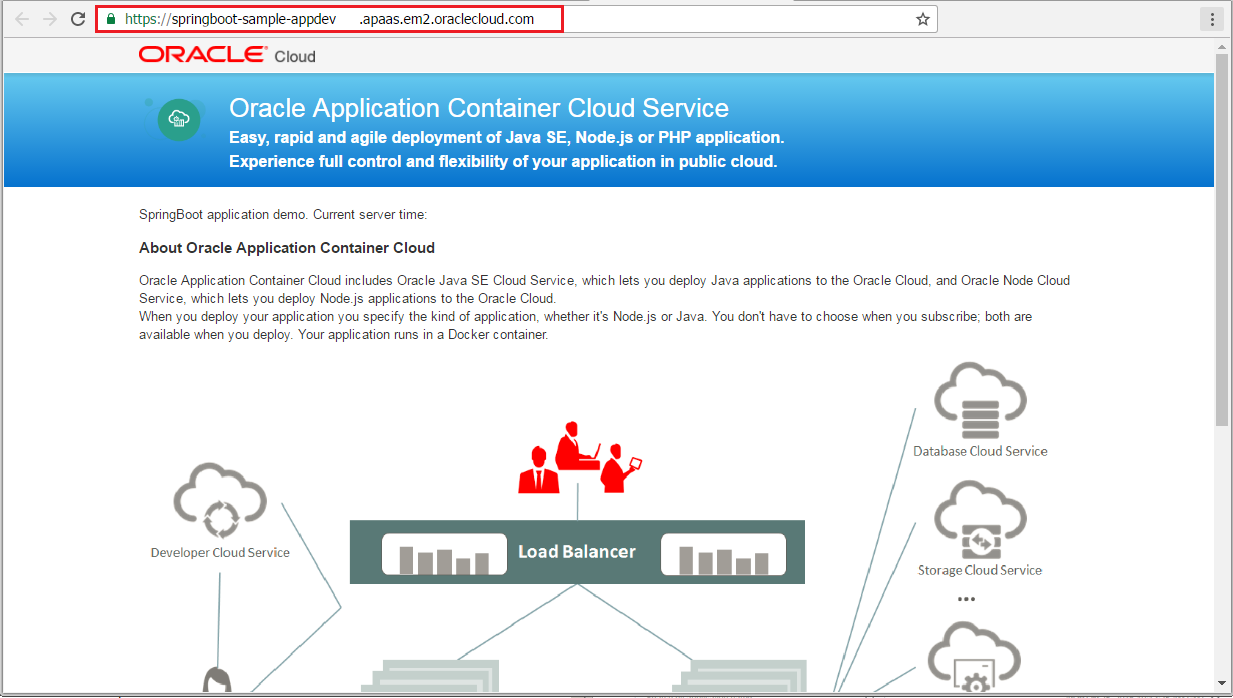 https://springboot-sample-appdev .apaas.em2.oraclecloud.com
ORACLE Cloud
Oracle Application Container Cloud Service
Easy, rapid and agile deployment of Java SE, Node.js or PHP application.
Experience full control and flexibility of your application in public cloud.
SpringBoot application demo. Current server time:
About Oracle Application Container Cloud
Oracle Application Container Cloud includes Oracle Java SE Cloud Service, which lets you deploy Java applications to the Oracle Cloud, and Oracle Node Cloud
Service, which lets you deploy Node.js applications to the Oracle Cloud.
When you deploy your application you specify the kind of application, whether it's Node.js or Java. You don't have to choose when you subscribe; both are
available when you deploy. Your application runs in a Docker container.
Database Cloud Service
Developer Cloud Service
Load Balancer
Storage Cloud Service
...